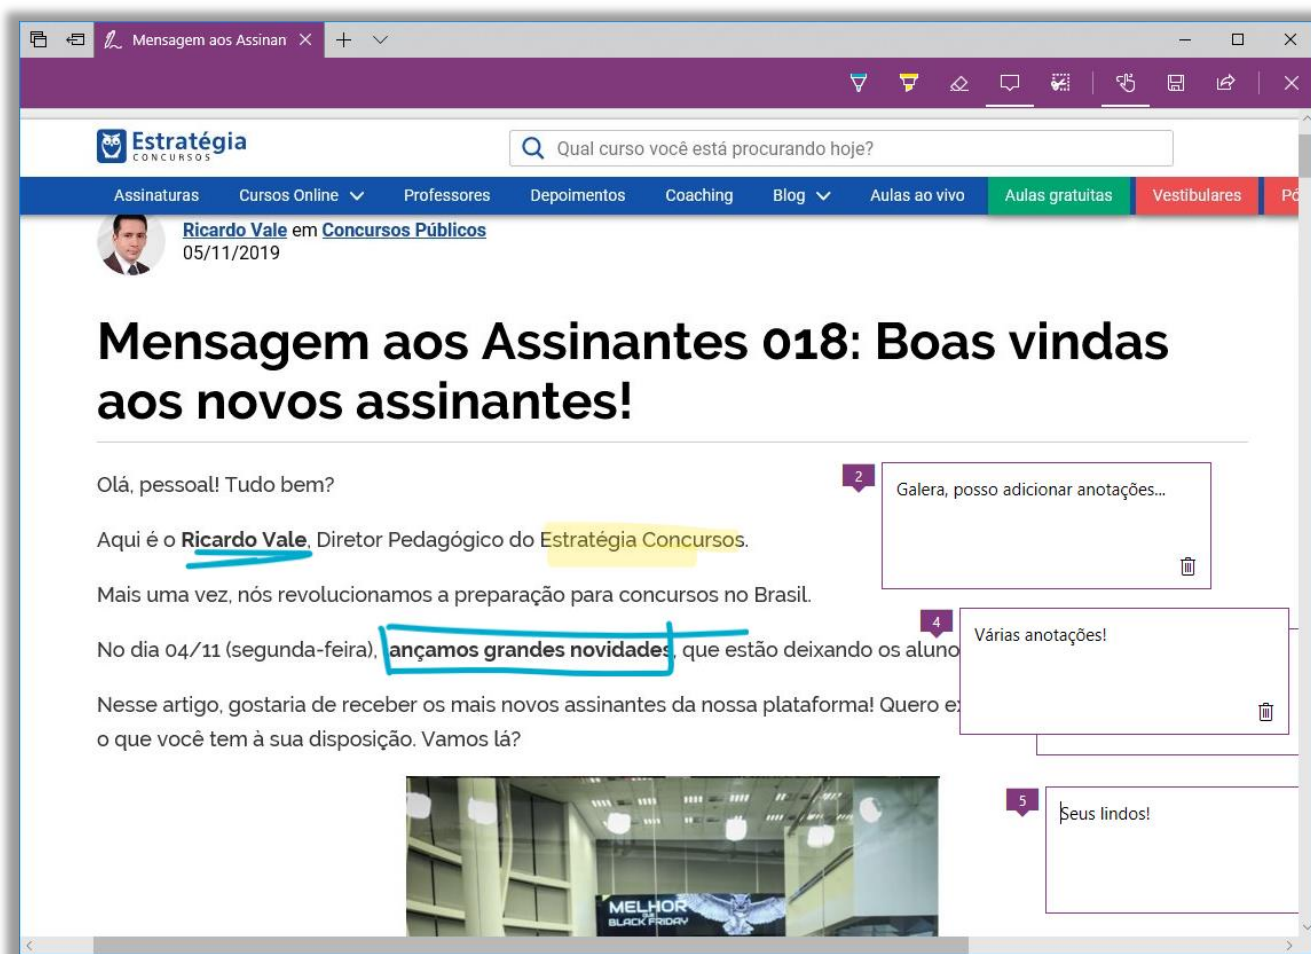 Mensagem aos Assinan
Estratégia
CONCURSOS
Qual curso você está procurando hoje?
Assinaturas Cursos Online Professores Depoimentos Coaching Blog Aulas ao vivo Aulas gratuitas Vestibulares Pó
Ricardo Vale em Concursos Públicos
05/11/2019
Mensagem aos Assinantes 018: Boas vindas
aos novos assinantes!
Olá, pessoal! Tudo bem?
2
Galera, posso adicionar anotações...
Aqui é o Ricardo Vale, Diretor Pedagógico do Estratégia Concursos.
Mais uma vez, nós revolucionamos a preparação para concursos no Brasil.
4
Várias anotações!
No dia 04/11 (segunda-feira), lançamos grandes novidades, que estão deixando os aluno
Nesse artigo, gostaria de receber os mais novos assinantes da nossa plataforma! Quero e
o que você tem à sua disposição. Vamos lá?
5
Seus lindos!
MELHOR
QUE
BLACK FRIDAY